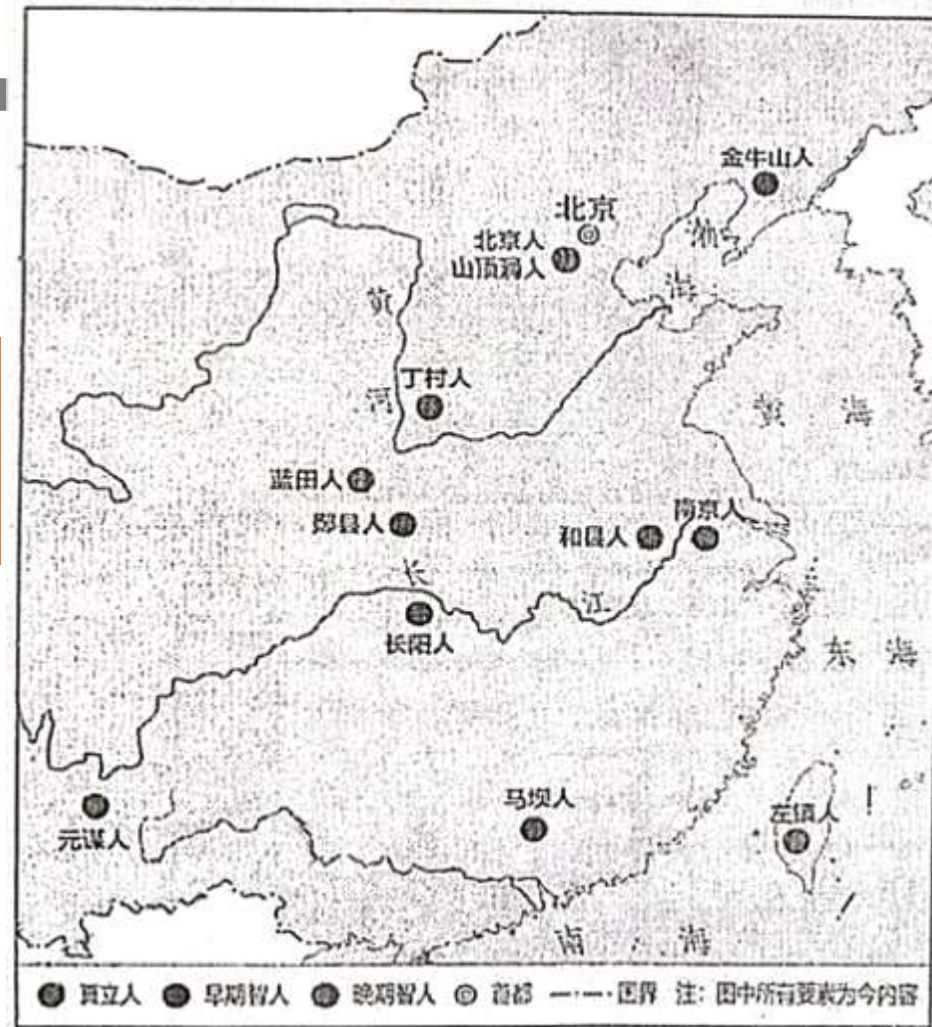 金牛山人
北京
北京人
山顶洞人
渤
海
黄
河
丁村人
黄 海
蓝田人
郧县人
和县人
南京人
长
江
长阳人
东 海
元谋人
马坝人
左镇人
南 海
直立人 早期智人 晚期智人 首都 国界 注：图中所有要素为今内容